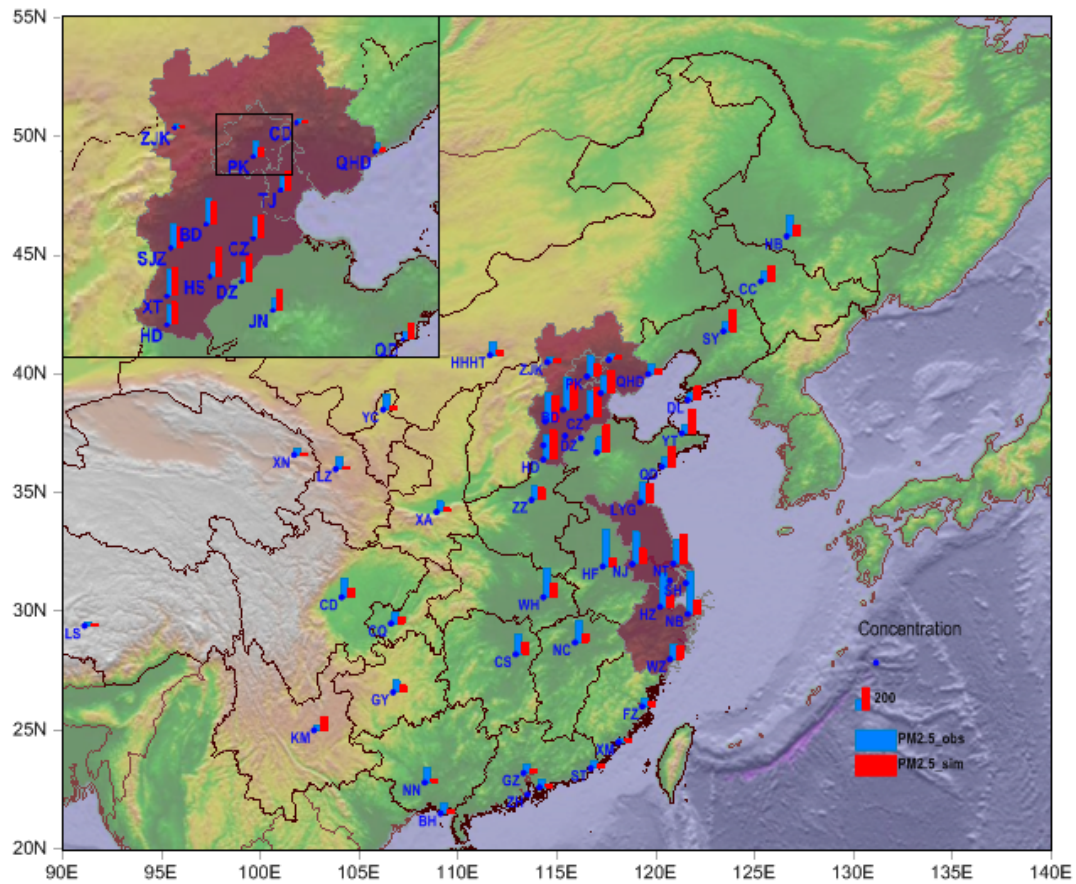 55N
50N
45N
40N
35N
30N
25N
20N
ZJK
CD
PK
QHD
TJ
BD
CZ
SJZ
HS
DZ
XT
JN
HD
QD
HB
CC
SY
HHHT
ZJK
PK
QHD
YC
DL
BD
CZ
YT
XN
LZ
HD
DZ
QD
XA
ZZ
LYG
HF
NJ
NT
SH
CD
WH
HZ
NB
LS
CQ
Concentration
CS
NC
WZ
GY
200
FZ
KM
XM
PM2.5_obs
PM2.5_sim
NN
GZ
ST
ZH
BH
90E
95E
100E
105E
110E
115E
120E
125E
130E
135E
140E